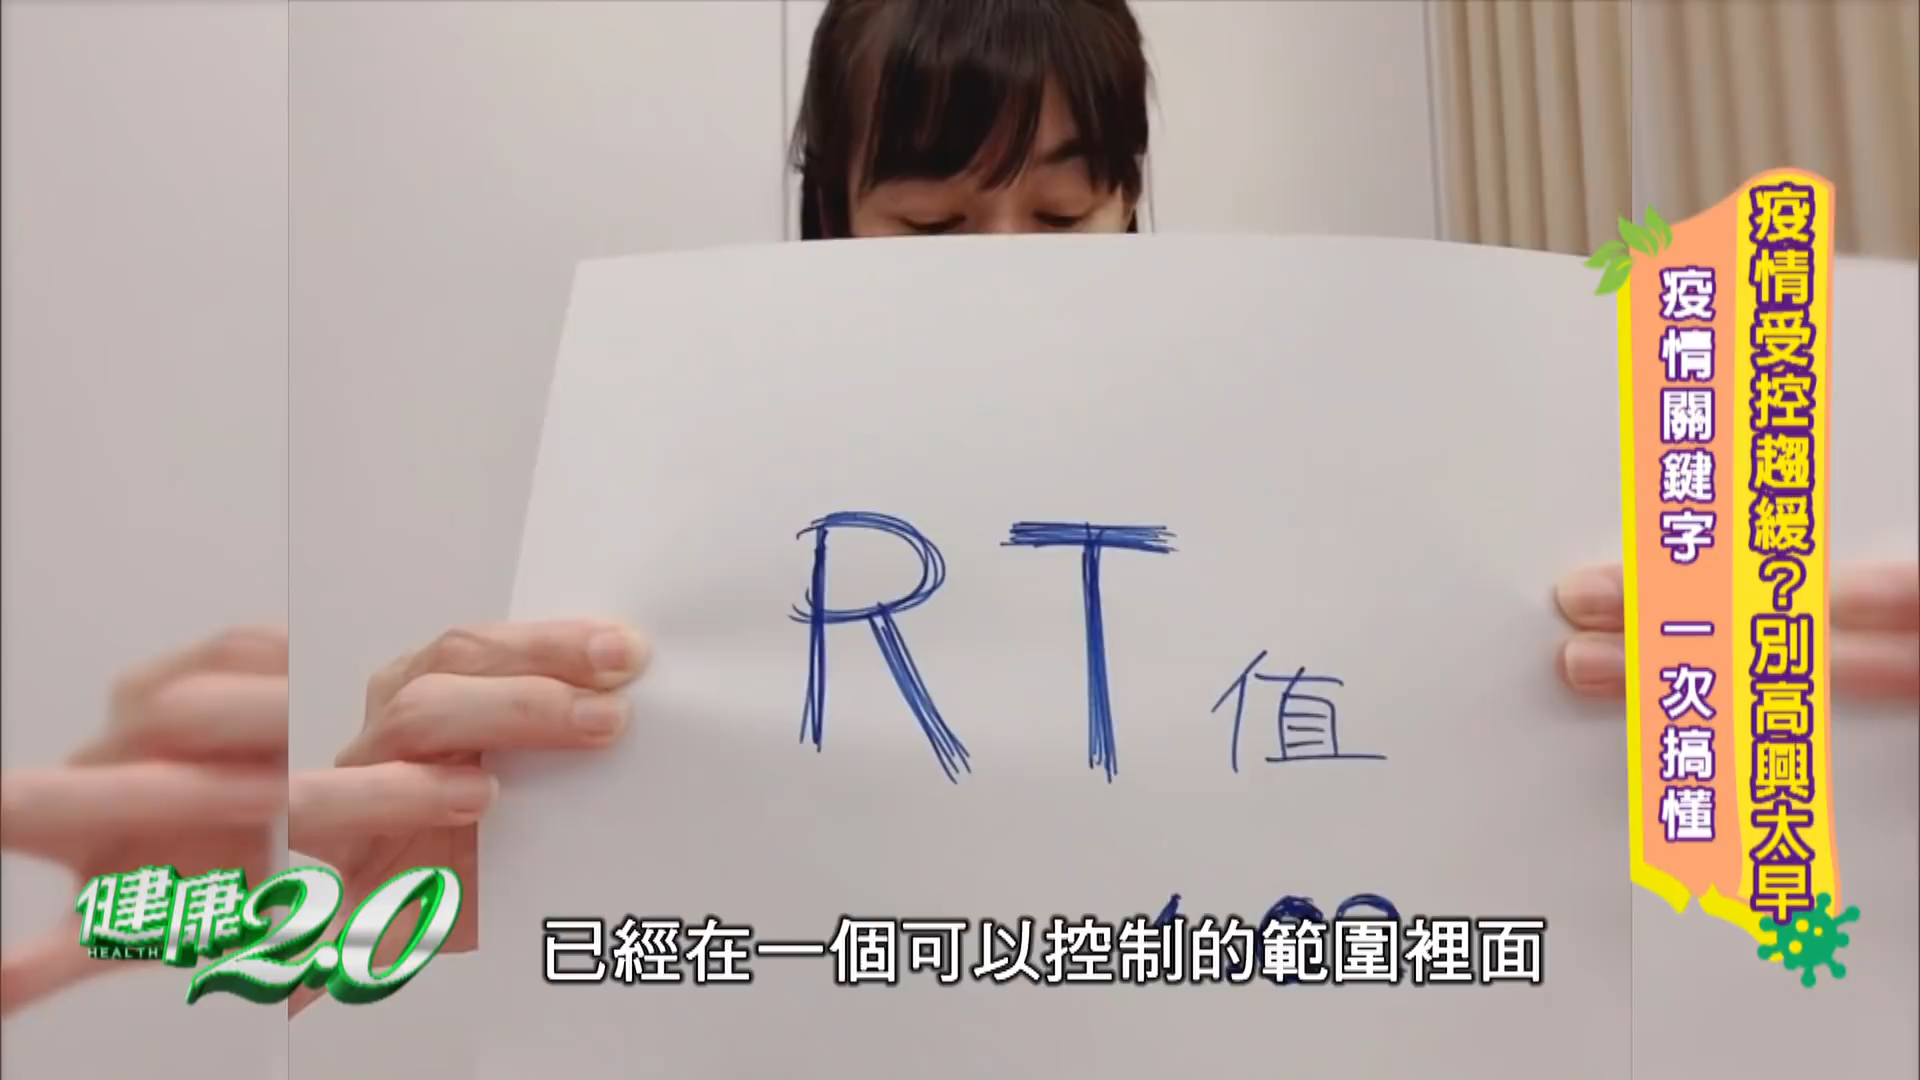 疫情受控趨緩？別高興太早
疫情關鍵字 一次搞懂
RT值
健康2.0
HEALTH
已經在一個可以控制的範圍裡面